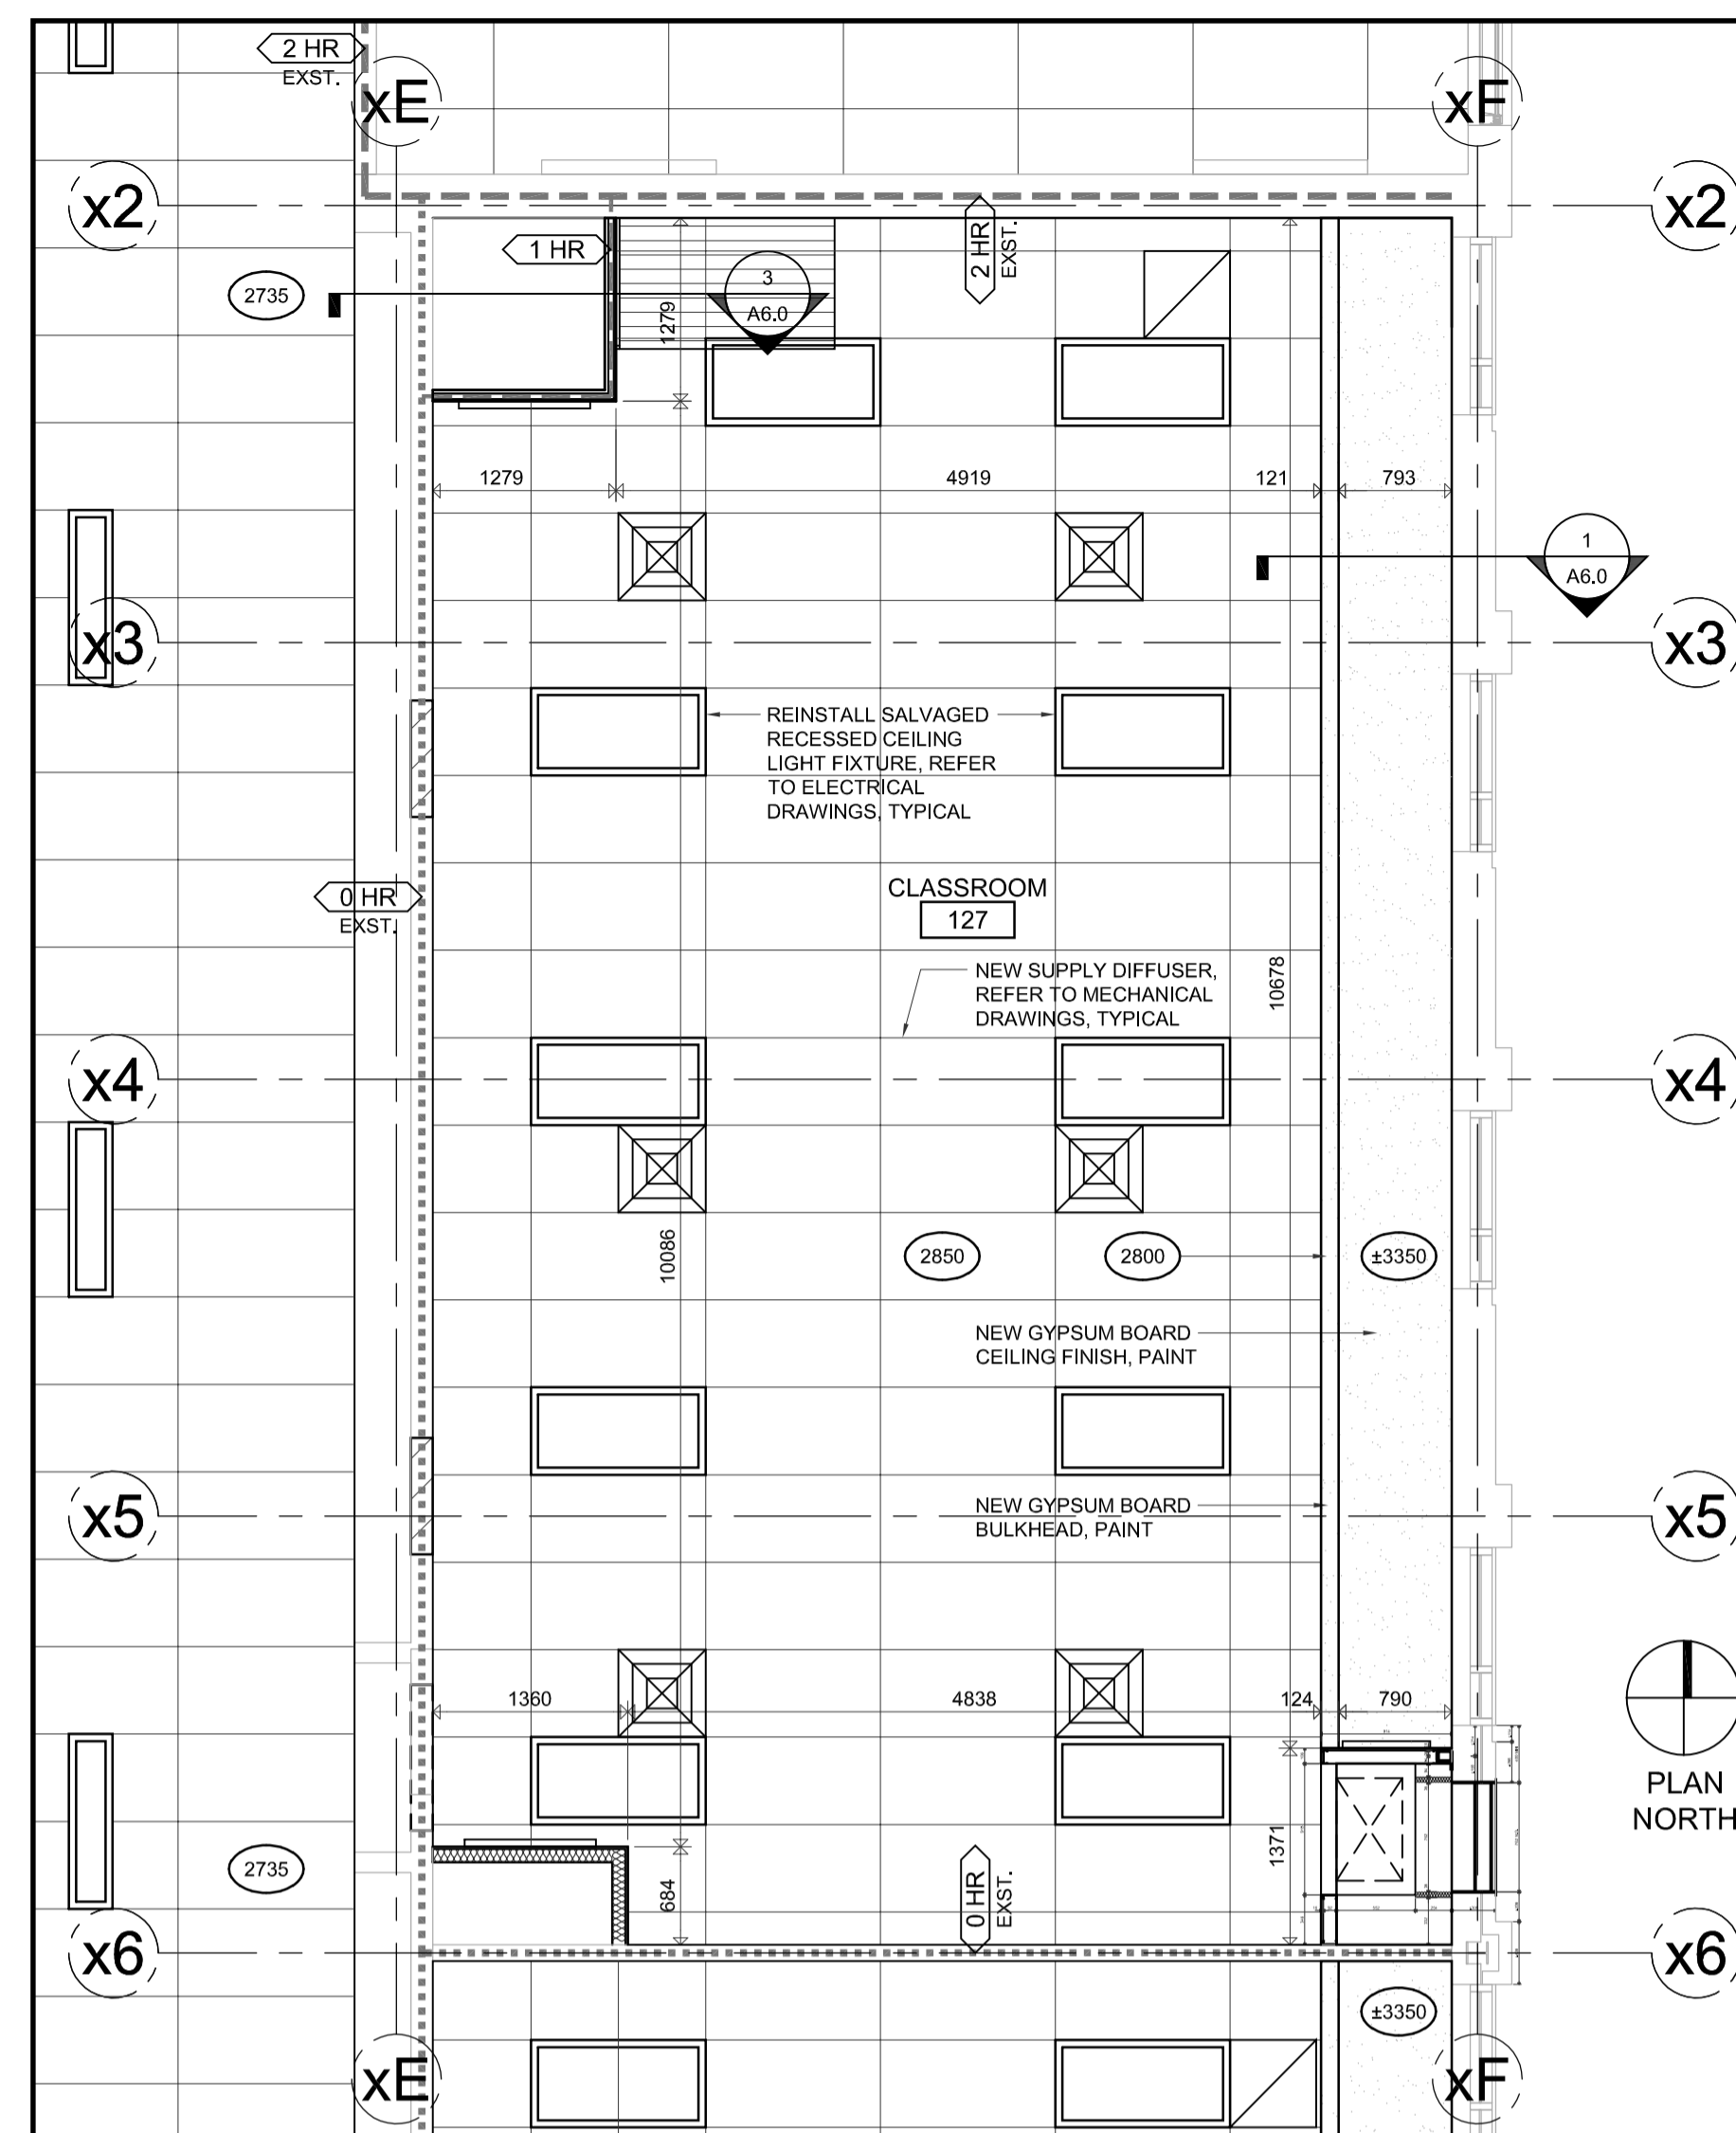 2 HR
EXST.
xE
xF
x2
x2
1 HR
2 HR
EXST.
2735
3
A6.0
1279
1279
4919
121
793
1
A6.0
x3
x3
REINSTALL SALVAGED
RECESSED CEILING
LIGHT FIXTURE, REFER
TO ELECTRICAL
DRAWINGS, TYPICAL
0 HR
EXST.
CLASSROOM
127
NEW SUPPLY DIFFUSER,
REFER TO MECHANICAL
DRAWINGS, TYPICAL
10678
x4
x4
10086
2850
2800
±3350
NEW GYPSUM BOARD
CEILING FINISH, PAINT
NEW GYPSUM BOARD
BULKHEAD, PAINT
x5
x5
1360
4838
124
790
PLAN
NORTH
2735
684
0 HR
EXST.
1371
x6
x6
±3350
xE
xF